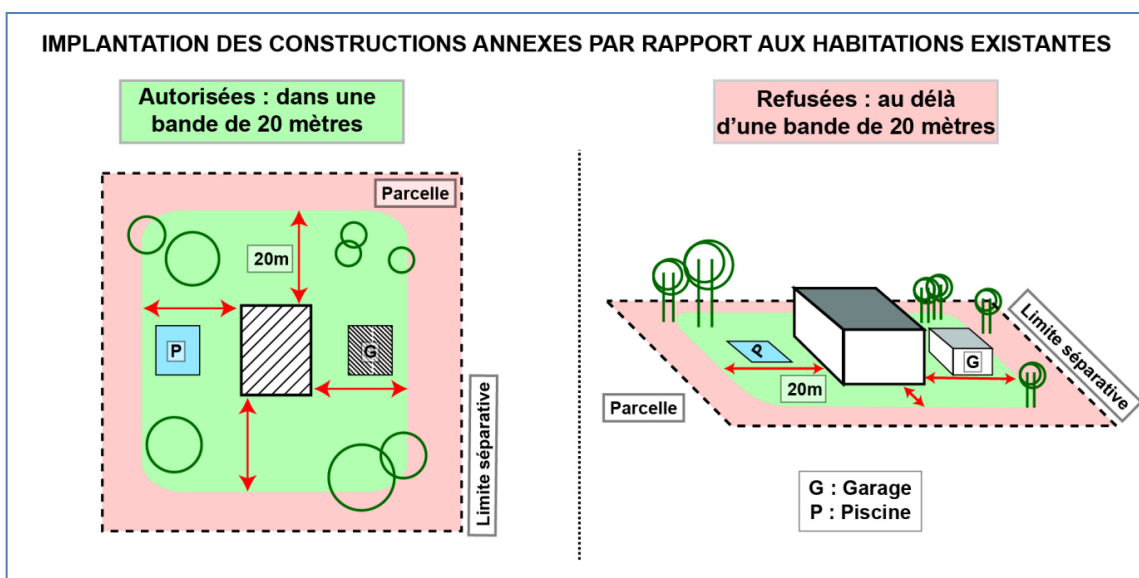 IMPLANTATION DES CONSTRUCTIONS ANNEXES PAR RAPPORT AUX HABITATIONS EXISTANTES
Autorisées : dans une
bande de 20 mètres
Refusées : au délà
d'une bande de 20 mètres
Parcelle
20m
P
G
Limite séparative
P
G
20m
Limite séparative
Parcelle
G : Garage
P : Piscine